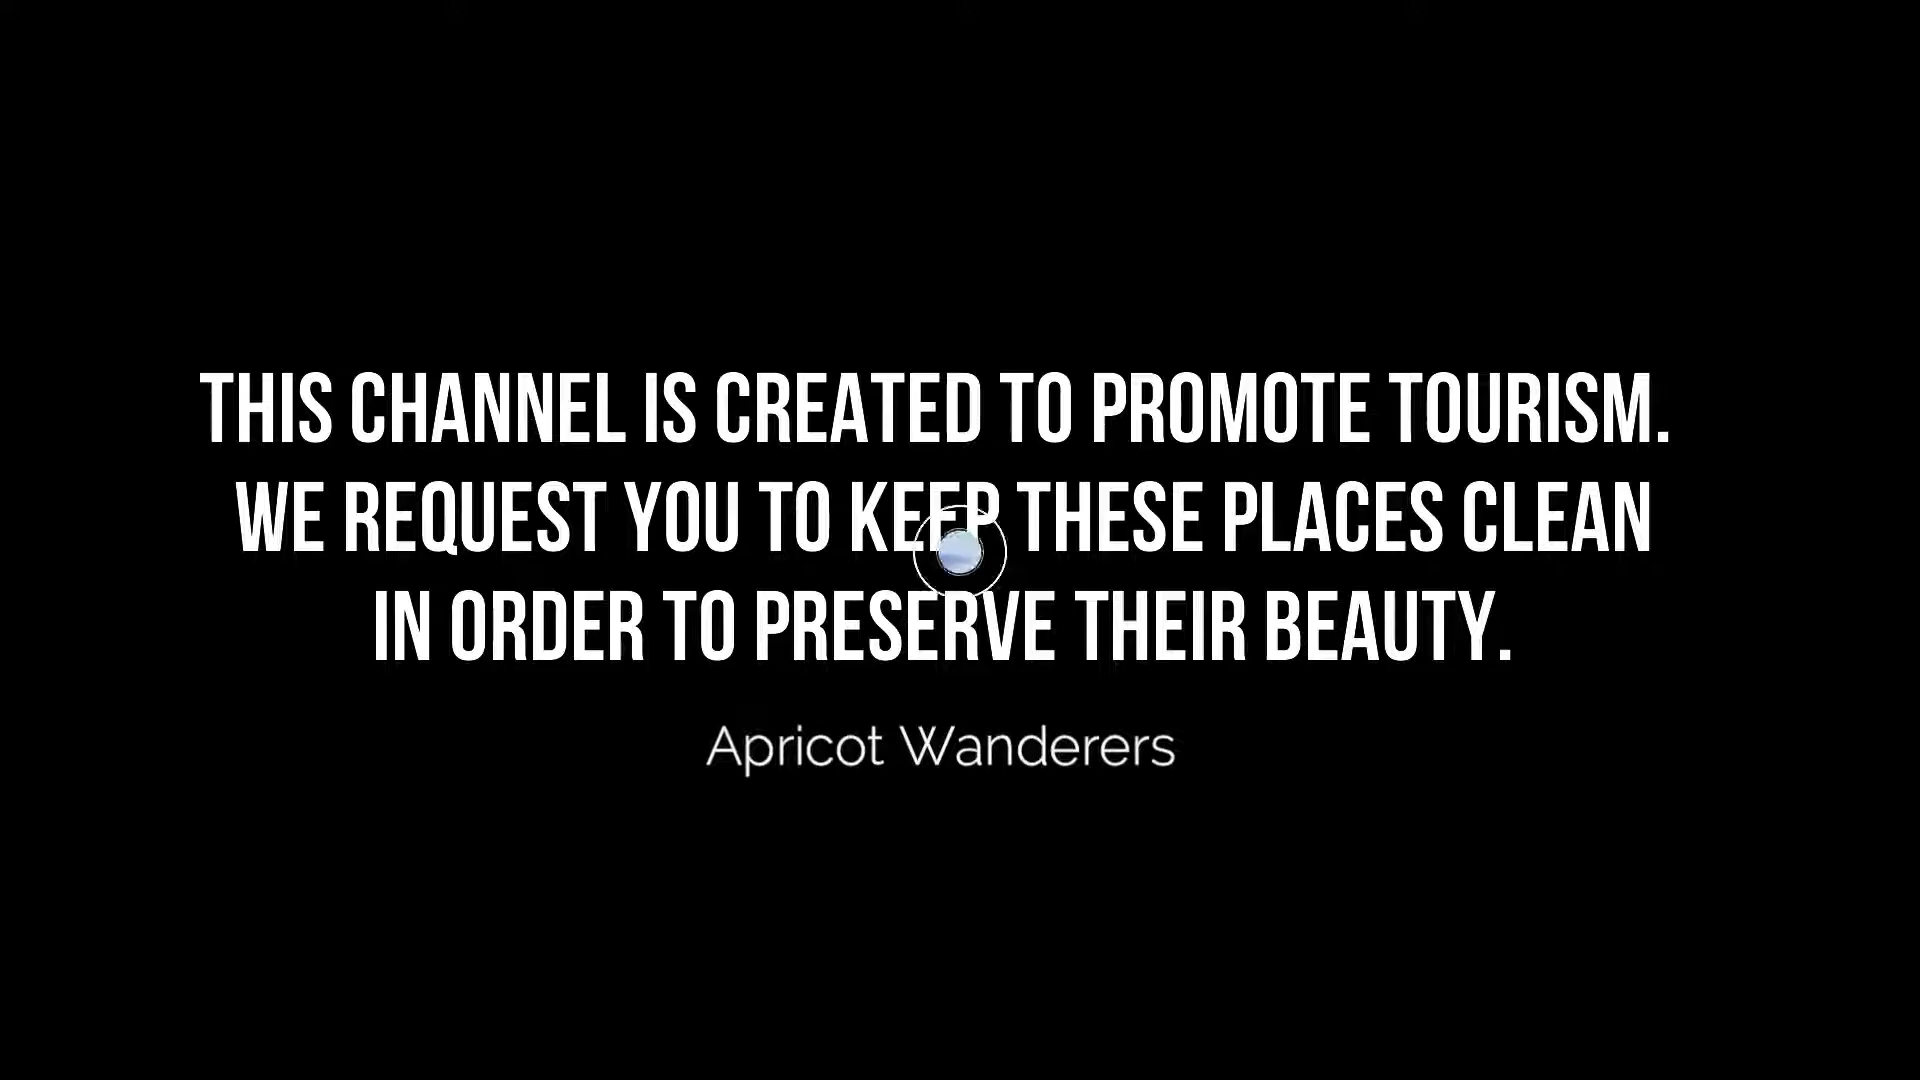 THIS CHANNEL IS CREATED TO PROMOTE TOURISM.
WE REQUEST YOU TO KEEP THESE PLACES CLEAN
IN ORDER TO PRESERVE THEIR BEAUTY.
Apricot Wanderers